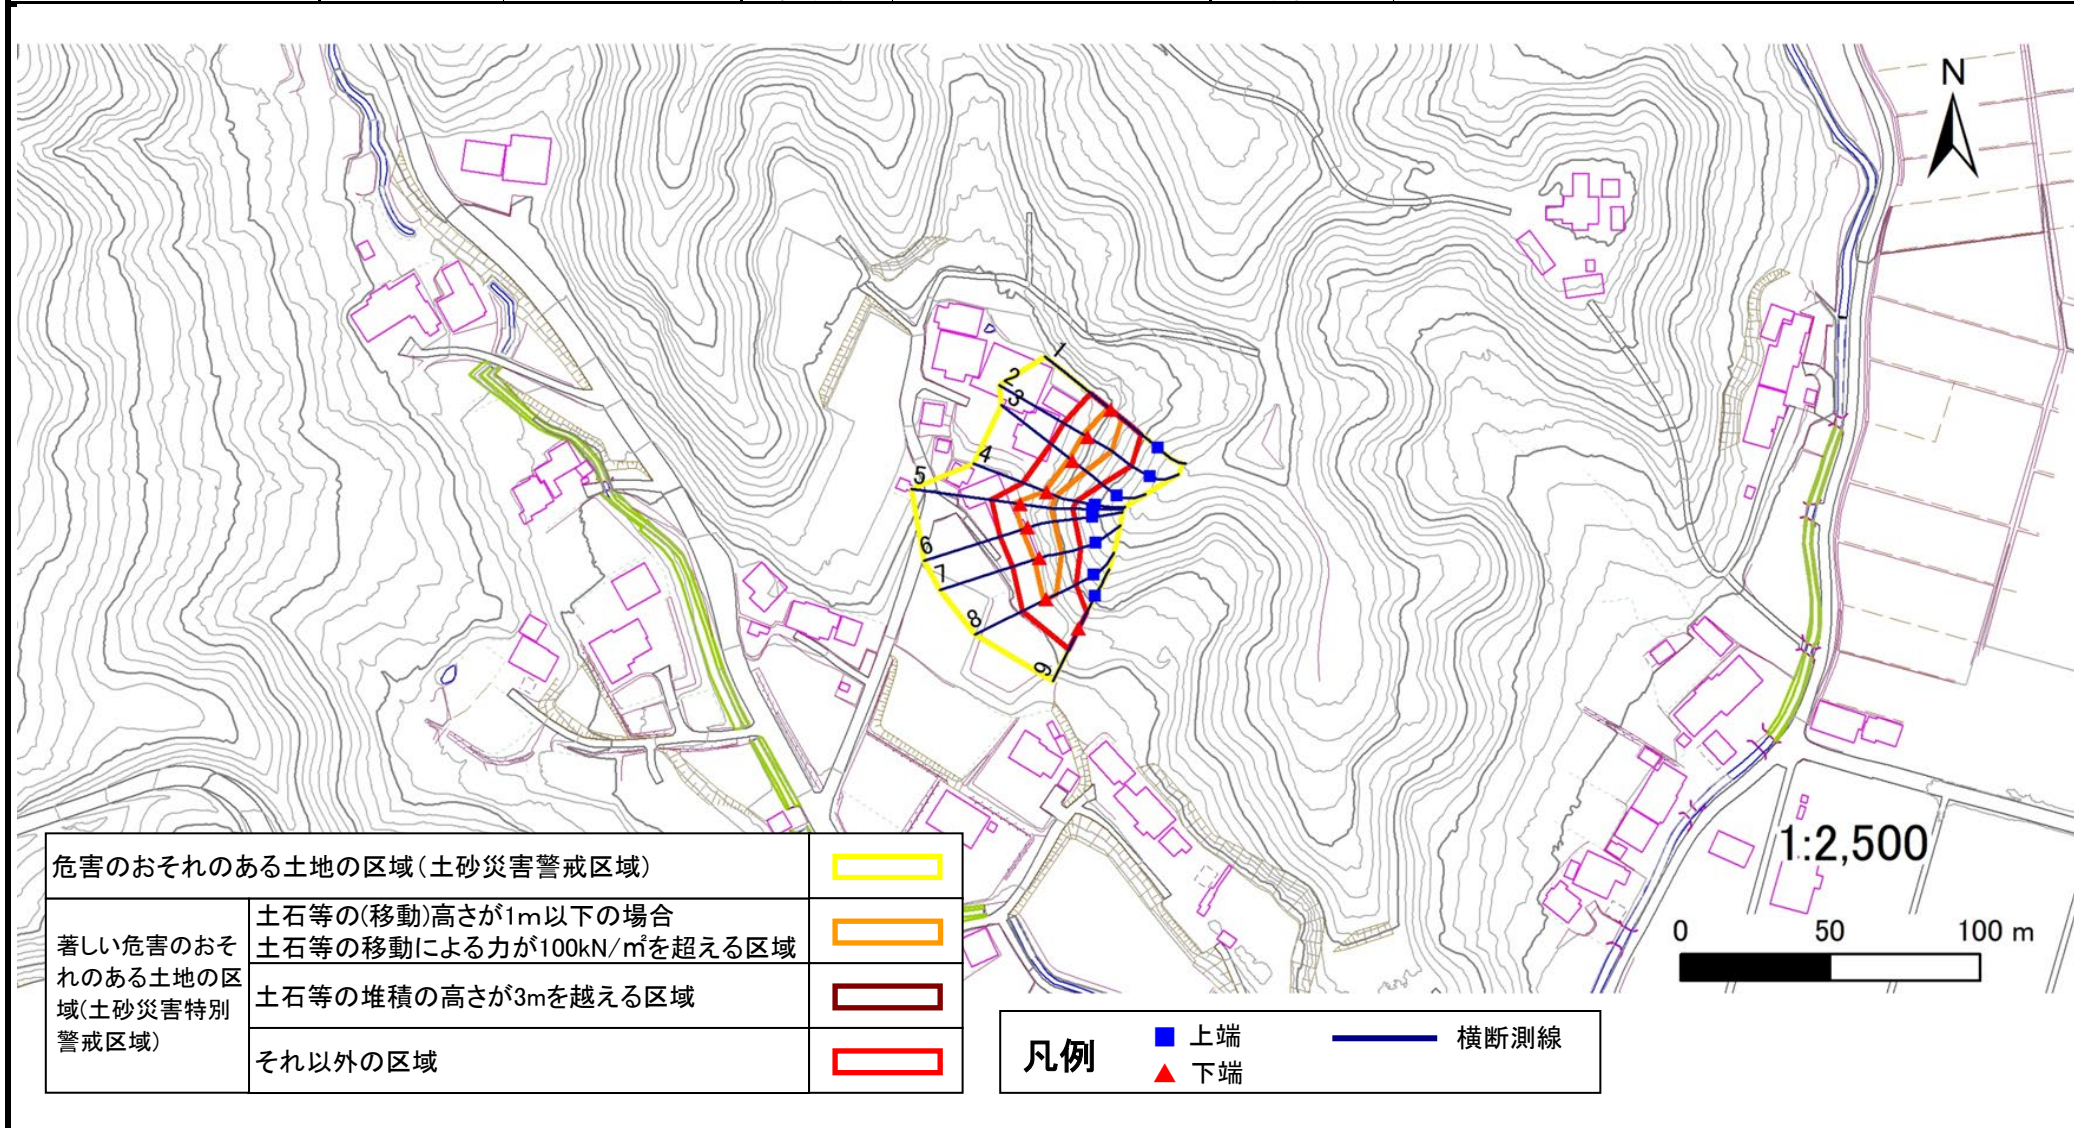 N
1
2
3
4
5
6
7
8
9
1:2,500
0 50 100 m
危害のおそれのある土地の区域(土砂災害警戒区域)
著しい危害のおそ
れのある土地の区
域(土砂災害特別
警戒区域)
土石等の(移動)高さが1m以下の場合
土石等の移動による力が100kN/㎡を超える区域
土石等の堆積の高さが3mを越える区域
それ以外の区域
凡例
上端
下端
横断測線